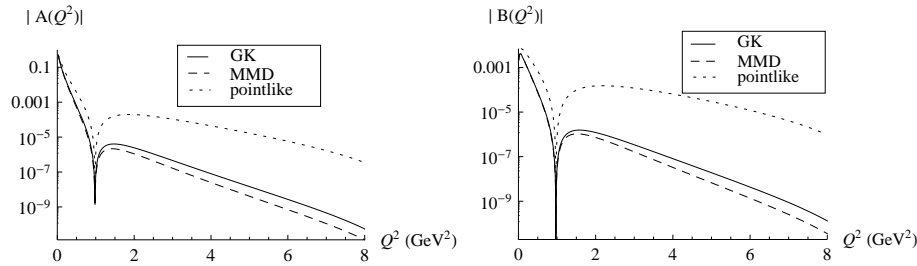 | A(Q²)|
GK
MMD
pointlike
0.1
0.001
10⁻⁵
10⁻⁷
10⁻⁹
0 2 4 6 8
Q² (GeV²)
| B(Q²)|
GK
MMD
pointlike
0.001
10⁻⁵
10⁻⁷
10⁻⁹
0 2 4 6 8
Q² (GeV²)